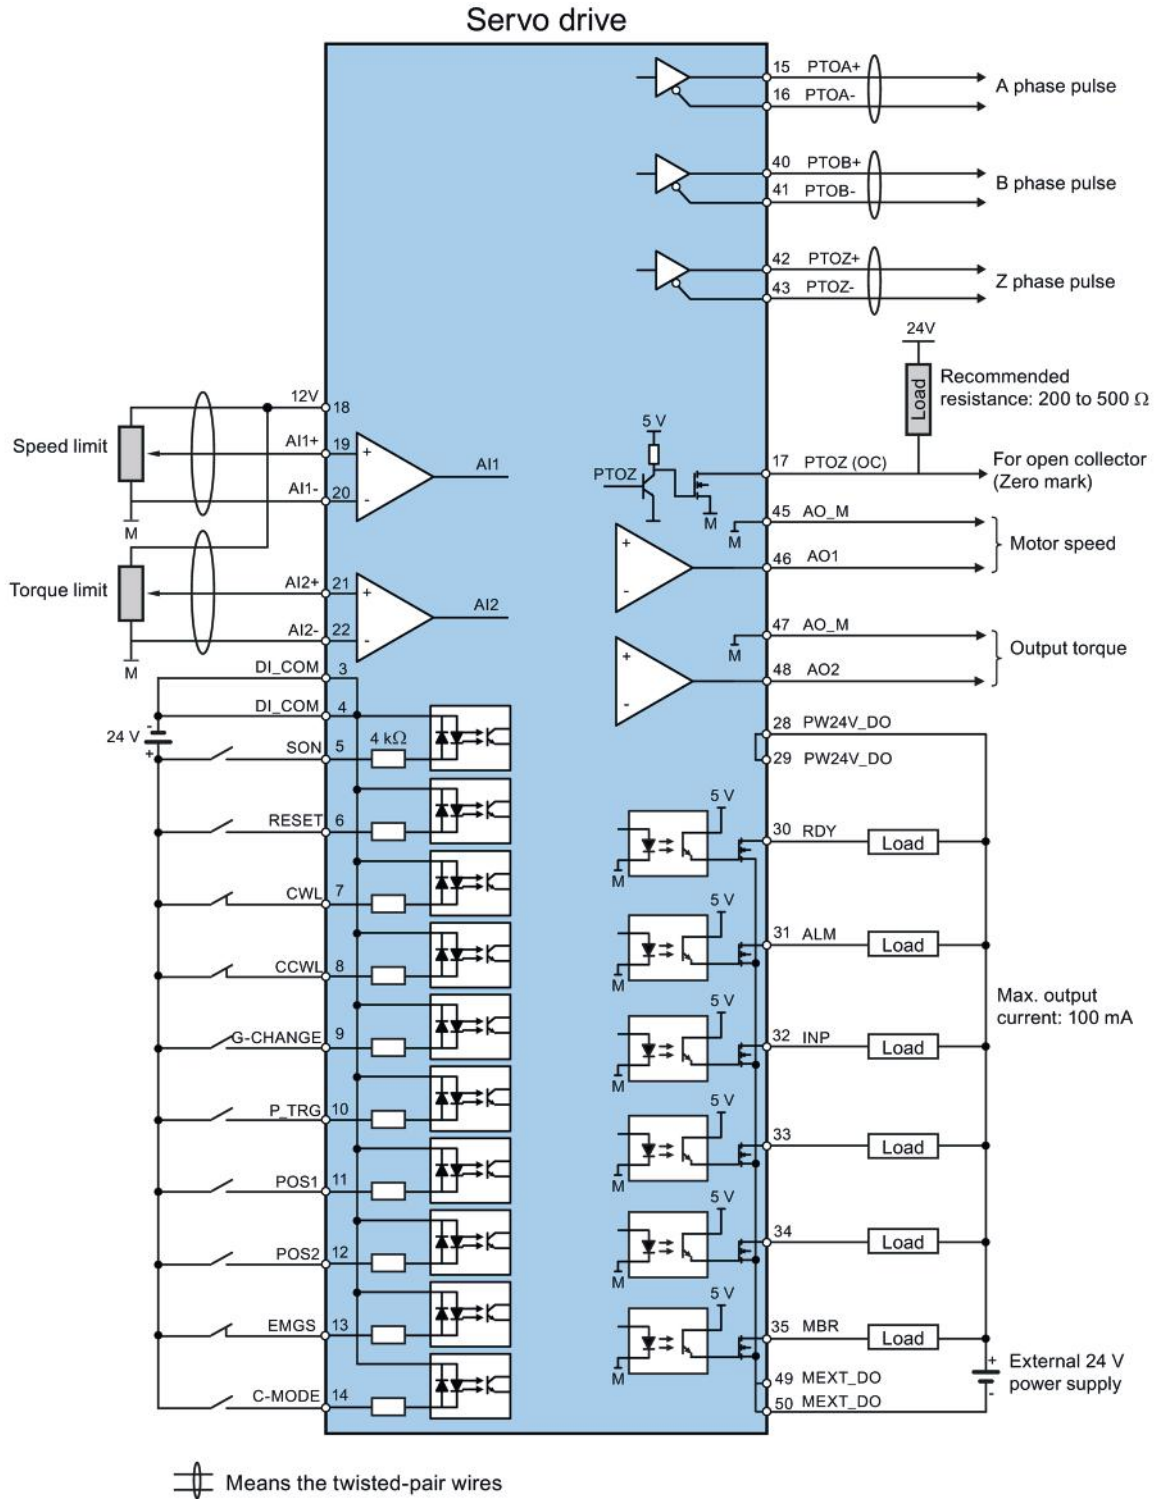 Servo drive
15 PTOA+
16 PTOA-
A phase pulse
40 PTOB+
41 PTOB-
B phase pulse
42 PTOZ+
43 PTOZ-
Z phase pulse
24V
Load
Recommended
resistance: 200 to 500 Ω
12V 18
Speed limit
AI1+ 19
+
AI1
AI1- 20
-
M
5 V
PTOZ
M
17 PTOZ (OC)
For open collector
(Zero mark)
45 AO_M
M
Motor speed
+
46 AO1
-
Torque limit
AI2+ 21
+
AI2
AI2- 22
-
M
47 AO_M
M
Output torque
+
48 AO2
-
DI_COM 3
DI_COM 4
24 V
-
+
SON 5
4 kΩ
RESET 6
CWL 7
CCWL 8
G-CHANGE 9
P_TRG 10
POS1 11
POS2 12
EMGS 13
C-MODE 14
28 PW24V_DO
29 PW24V_DO
5 V
30 RDY
Load
M
5 V
31 ALM
Load
M
Max. output
current: 100 mA
5 V
32 INP
Load
M
5 V
33
Load
M
5 V
34
Load
M
5 V
35 MBR
Load
M
49 MEXT_DO
50 MEXT_DO
+
-
External 24 V
power supply
Means the twisted-pair wires